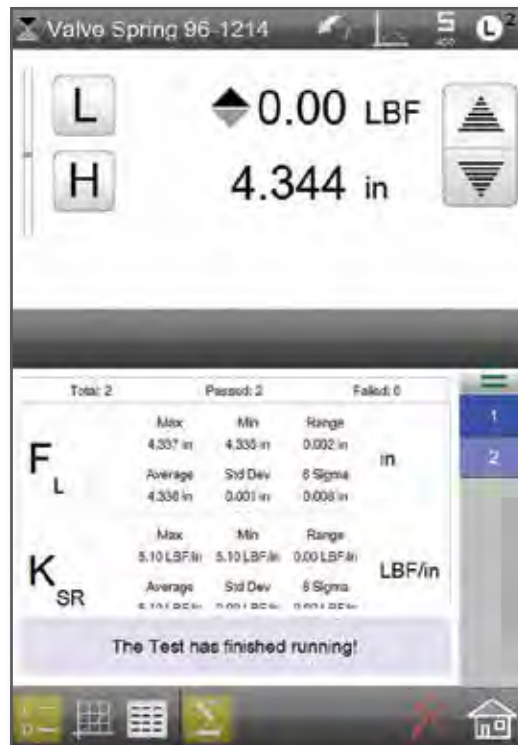 Valve Spring 96-1214
2
L
0.00 LBF
H
4.344 in
Total: 2 Passed: 2 Failed: 0
1
2
Max Min Range
4.337 in 4.335 in 0.002 in
F L in
Average Std Dev 6 Sigma
4.336 in 0.001 in 0.008 in
Max Min Range
5.10 LBF/in 5.10 LBF/in 0.00 LBF/in
K SR LBF/in
Average Std Dev 6 Sigma
The Test has finished running!